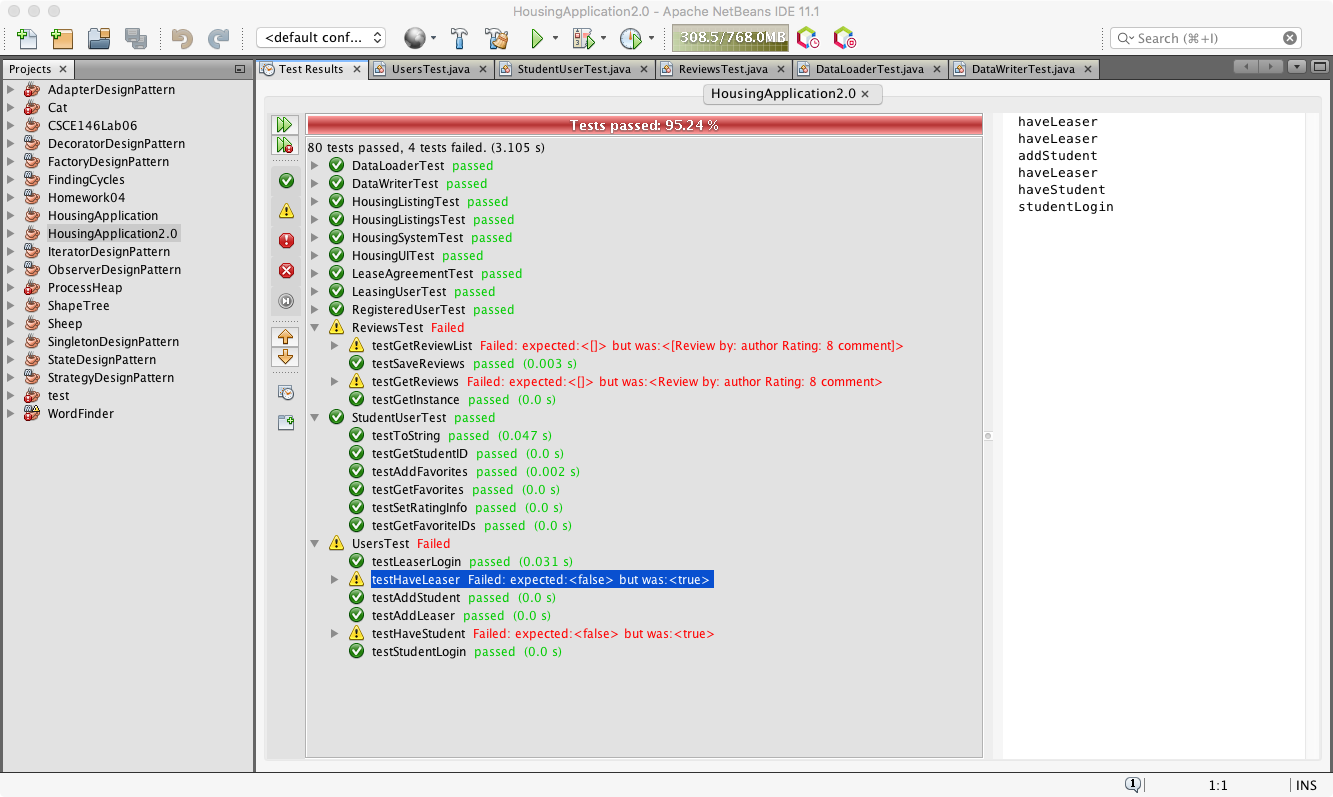 HousingApplication2.0 - Apache NetBeans IDE 11.1
<default conf...
308.5/768.0MB
Search (⌘+I)
Projects
Test Results
UsersTest.java
StudentUserTest.java
ReviewsTest.java
DataLoaderTest.java
DataWriterTest.java
AdapterDesignPattern
Cat
CSCE146Lab06
DecoratorDesignPattern
FactoryDesignPattern
FindingCycles
Homework04
HousingApplication
HousingApplication2.0
IteratorDesignPattern
ObserverDesignPattern
ProcessHeap
ShapeTree
Sheep
SingletonDesignPattern
StateDesignPattern
StrategyDesignPattern
test
WordFinder
HousingApplication2.0
Tests passed: 95.24 %
80 tests passed, 4 tests failed. (3.105 s)
DataLoaderTest passed
DataWriterTest passed
HousingListingTest passed
HousingListingsTest passed
HousingSystemTest passed
HousingUITest passed
LeaseAgreementTest passed
LeasingUserTest passed
RegisteredUserTest passed
ReviewsTest Failed
testGetReviewList Failed: expected:<[]> but was:<[Review by: author Rating: 8 comment]>
testSaveReviews passed (0.003 s)
testGetReviews Failed: expected:<[]> but was:<Review by: author Rating: 8 comment>
testGetInstance passed (0.0 s)
StudentUserTest passed
testToString passed (0.047 s)
testGetStudentID passed (0.0 s)
testAddFavorites passed (0.002 s)
testGetFavorites passed (0.0 s)
testSetRatingInfo passed (0.0 s)
testGetFavoriteIDs passed (0.0 s)
UsersTest Failed
testLeaserLogin passed (0.031 s)
testHaveLeaser Failed: expected:<false> but was:<true>
testAddStudent passed (0.0 s)
testAddLeaser passed (0.0 s)
testHaveStudent Failed: expected:<false> but was:<true>
testStudentLogin passed (0.0 s)
haveLeaser
haveLeaser
addStudent
haveLeaser
haveStudent
studentLogin
1:1
INS